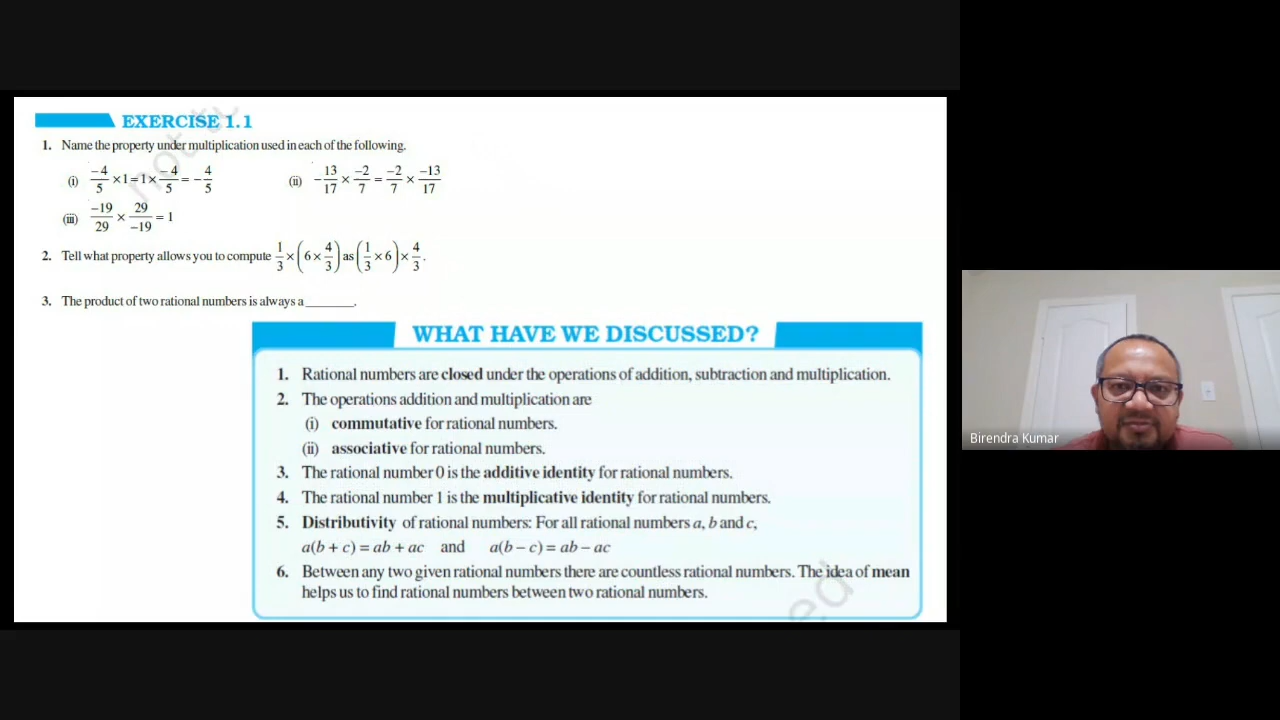 EXERCISE 1.1
1. Name the property under multiplication used in each of the following.
(i) −4/5 × 1 = 1 × −4/5 = −4/5 (ii) −13/17 × −2/7 = −2/7 × −13/17
(iii) −19/29 × 29/−19 = 1
2. Tell what property allows you to compute 1/3 × (6 × 4/3) as (1/3 × 6) × 4/3.
3. The product of two rational numbers is always a _______.
WHAT HAVE WE DISCUSSED?
1. Rational numbers are closed under the operations of addition, subtraction and multiplication.
2. The operations addition and multiplication are
(i) commutative for rational numbers.
(ii) associative for rational numbers.
3. The rational number 0 is the additive identity for rational numbers.
4. The rational number 1 is the multiplicative identity for rational numbers.
5. Distributivity of rational numbers: For all rational numbers a, b and c,
a(b + c) = ab + ac and a(b − c) = ab − ac
6. Between any two given rational numbers there are countless rational numbers. The idea of mean
helps us to find rational numbers between two rational numbers.
Birendra Kumar